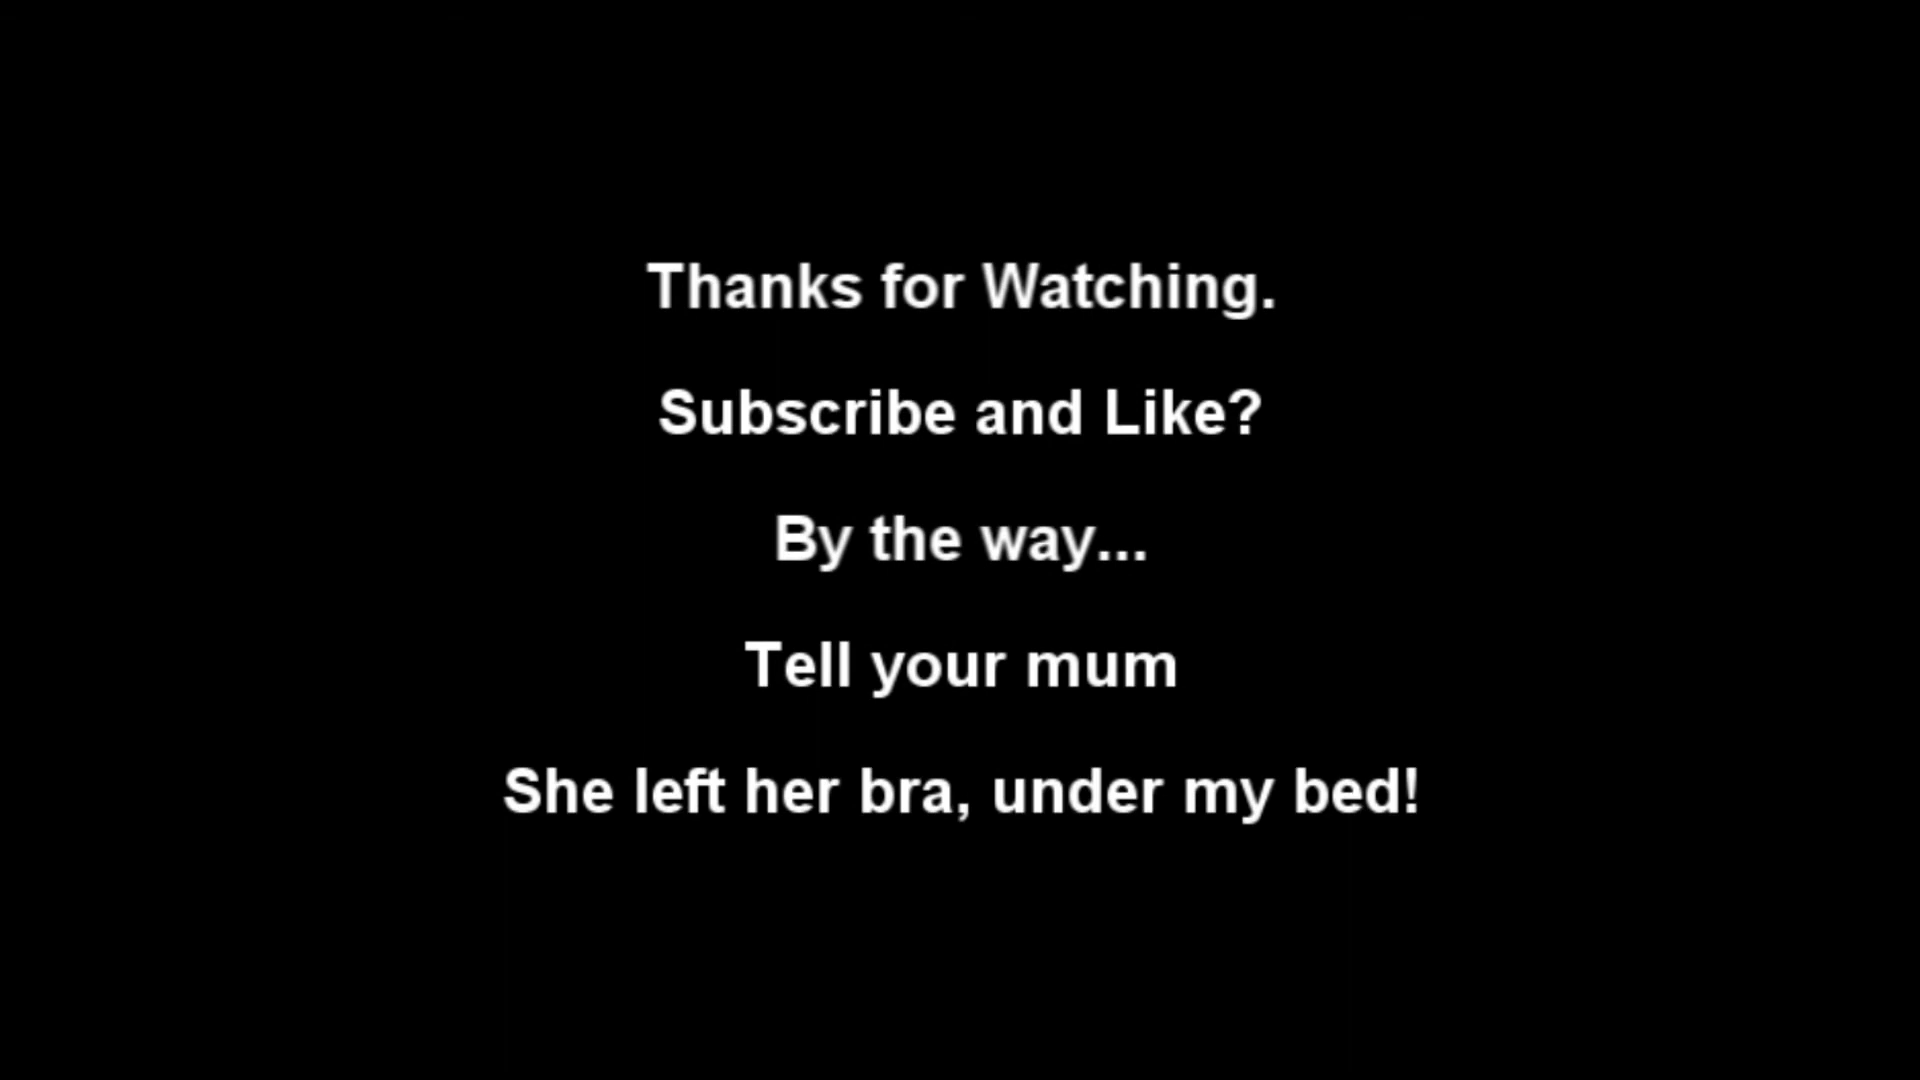 Thanks for Watching.
Subscribe and Like?
By the way...
Tell your mum
She left her bra, under my bed!